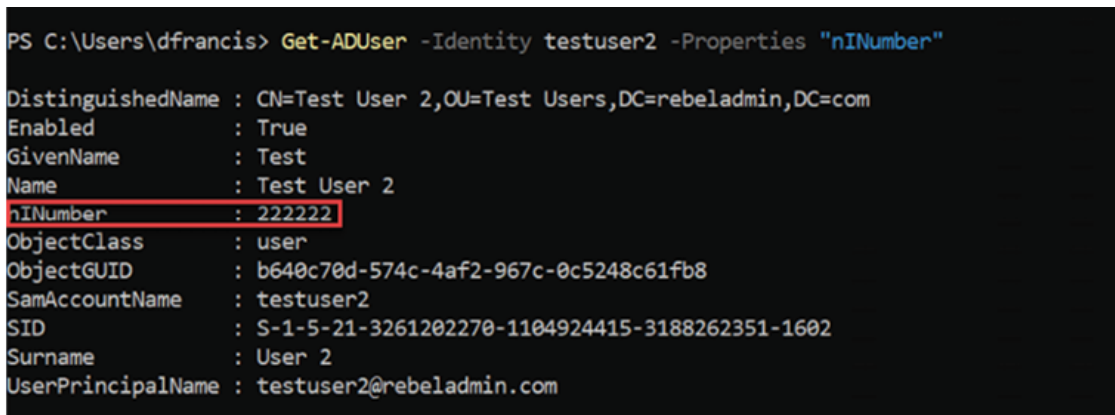 PS C:\Users\dfrancis> Get-ADUser -Identity testuser2 -Properties "nINumber"
DistinguishedName : CN=Test User 2,OU=Test Users,DC=rebeladmin,DC=com
Enabled : True
GivenName : Test
Name : Test User 2
nINumber : 222222
ObjectClass : user
ObjectGUID : b640c70d-574c-4af2-967c-0c5248c61fb8
SamAccountName : testuser2
SID : S-1-5-21-3261202270-1104924415-3188262351-1602
Surname : User 2
UserPrincipalName : testuser2@rebeladmin.com